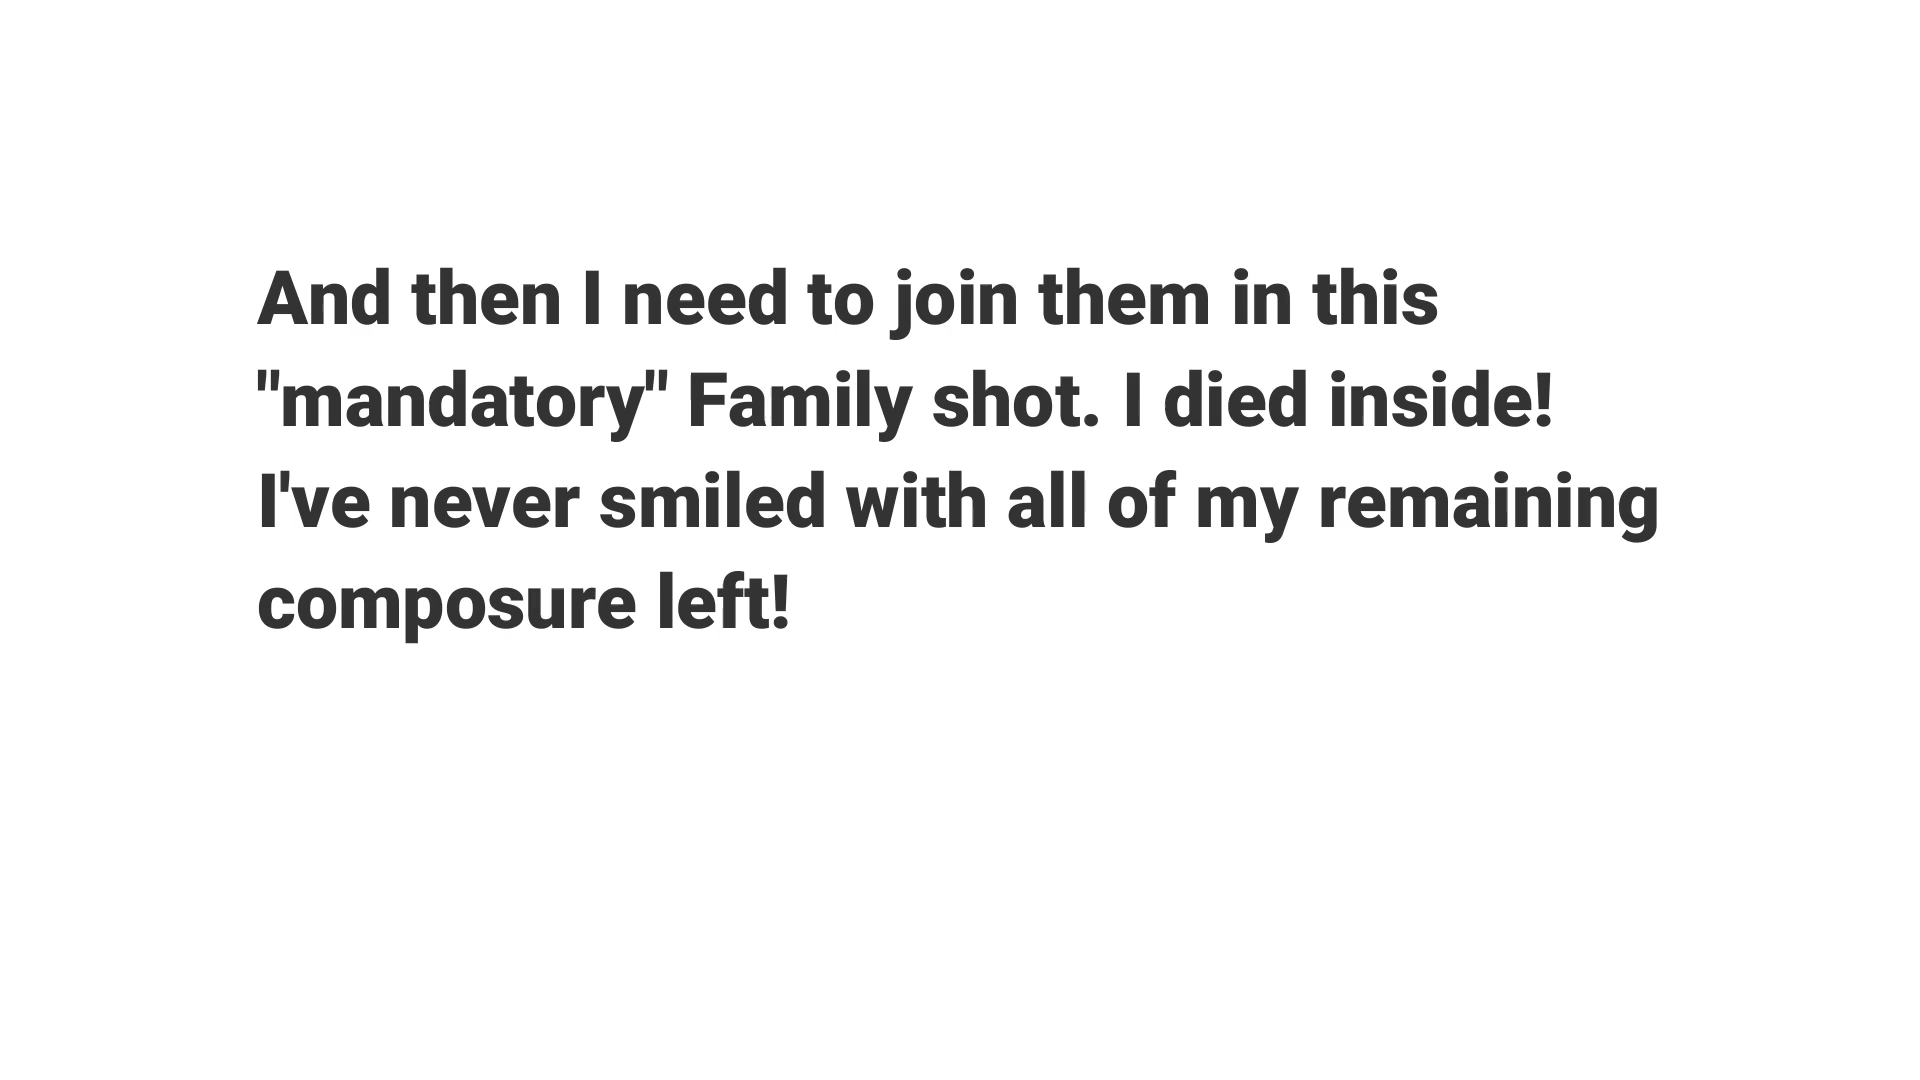 And then I need to join them in this
"mandatory" Family shot. I died inside!
I've never smiled with all of my remaining
composure left!